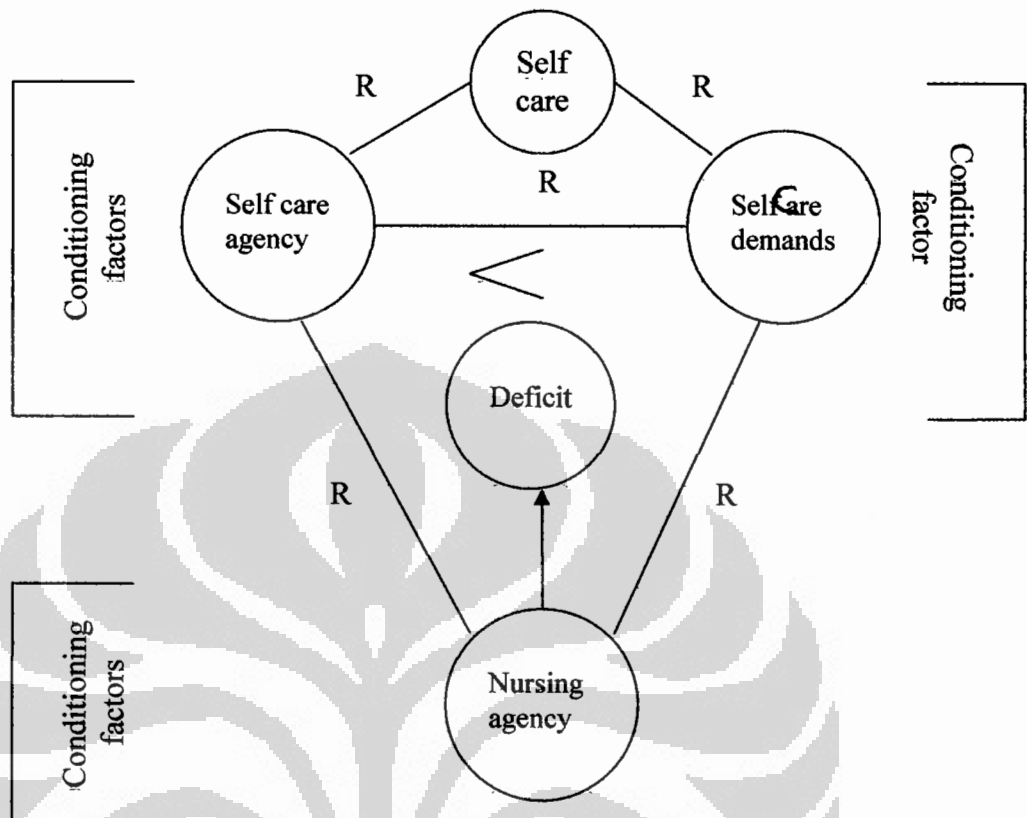 Self
care
R
R
R
Conditioning
factors
Self care
agency
Self Care
demands
Conditioning
factor
<
Deficit
R
R
Conditioning
factors
Nursing
agency